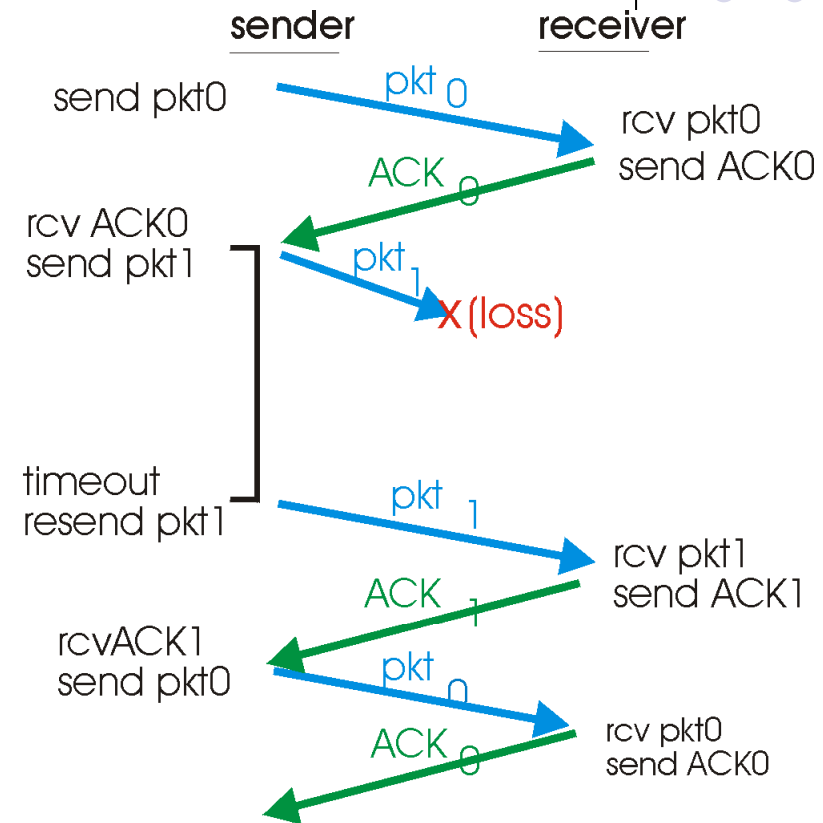 sender
receiver
send pkt0
pkt 0
rcv pkt0
send ACK0
ACK 0
rcv ACK0
send pkt1
pkt 1
X (loss)
timeout
resend pkt1
pkt 1
rcv pkt1
send ACK1
ACK 1
rcvACK1
send pkt0
pkt 0
rcv pkt0
send ACK0
ACK 0